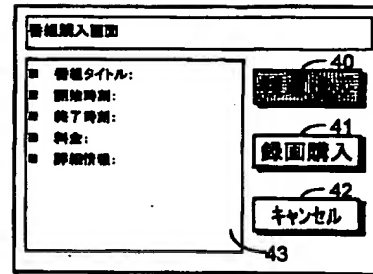 番組購入画面
番組タイトル:
開始時刻:
終了時刻:
料金:
詳細情報:
40
41
録画購入
42
キャンセル
43